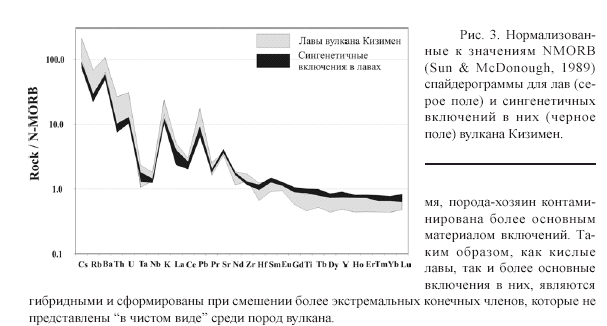 Rock / N-MORB
100.0
10.0
1.0
0.1
Лавы вулкана Кизимен
Сингенетичные
включения в лавах
Cs Rb Ba Th U Ta Nb K La Ce Pb Pr Sr Nd Zr Hf Sm Eu Gd Ti Tb Dy Y Ho Er Tm Yb Lu
Рис. 3. Нормализован-
ные к значениям NMORB
(Sun & McDonough, 1989)
спайдерограммы для лав (се-
рое поле) и сингенетичных
включений в них (черное
поле) вулкана Кизимен.
мя, порода-хозяин контами-
нирована более основным
материалом включений. Та-
ким образом, как кислые
лавы, так и более основные
включения в них, являются
гибридными и сформированы при смешении более экстремальных конечных членов, которые не
представлены “в чистом виде” среди пород вулкана.